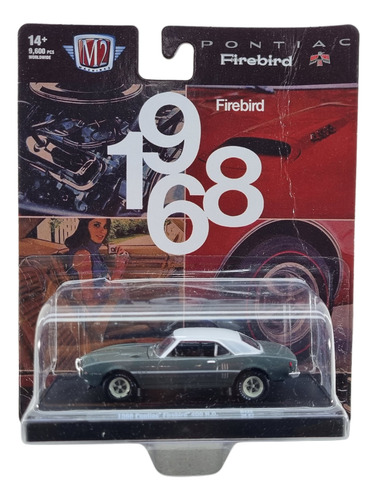 14+
9,600 PCS
WORLDWIDE
M2
MACHINES
PONTIAC
Firebird
Firebird
1968